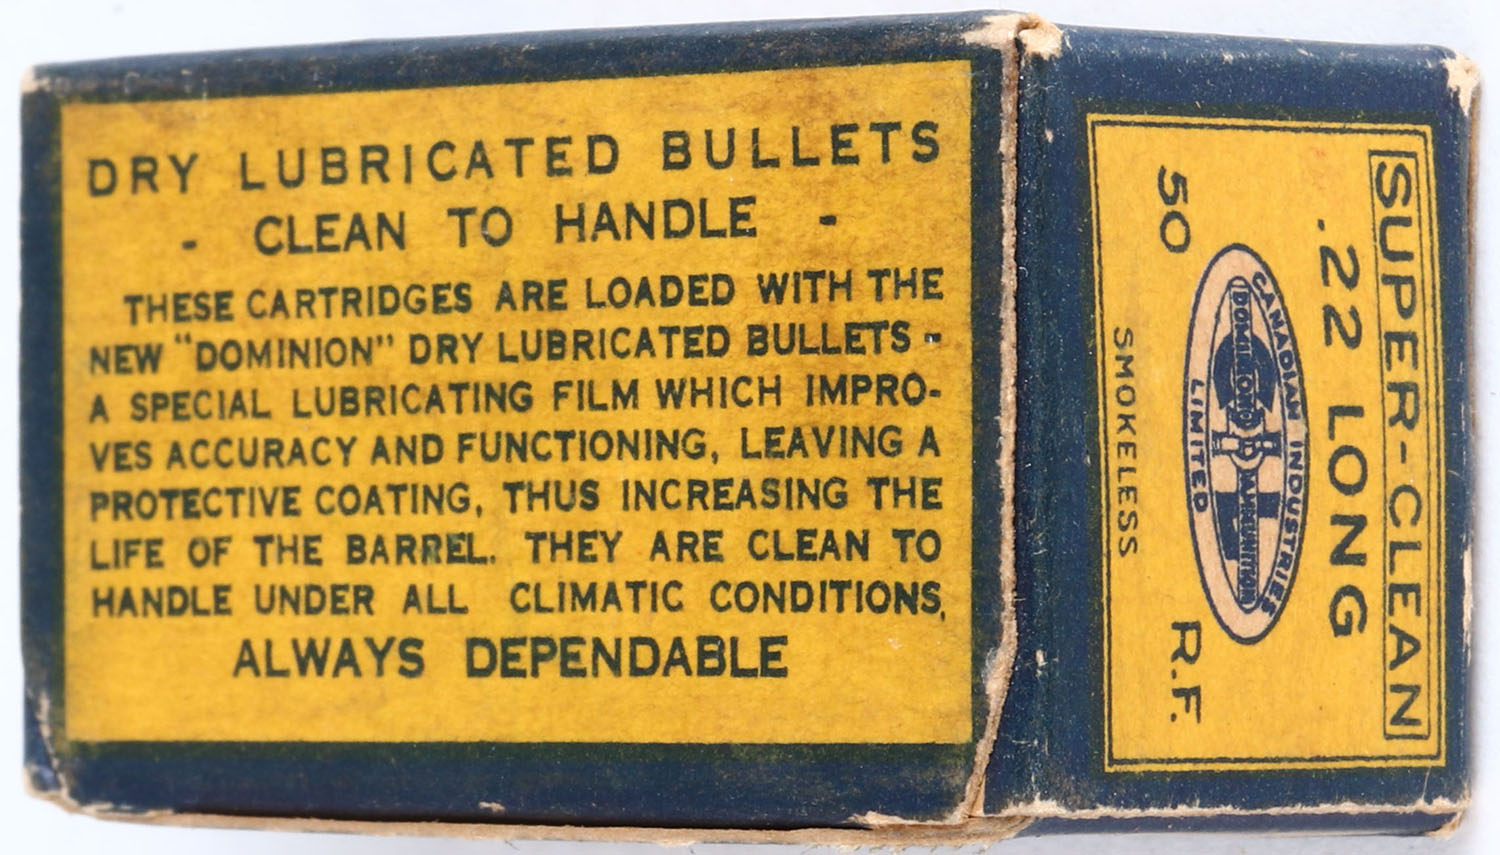 DRY LUBRICATED BULLETS
- CLEAN TO HANDLE -
THESE CARTRIDGES ARE LOADED WITH THE
NEW "DOMINION" DRY LUBRICATED BULLETS -
A SPECIAL LUBRICATING FILM WHICH IMPRO-
VES ACCURACY AND FUNCTIONING, LEAVING A
PROTECTIVE COATING, THUS INCREASING THE
LIFE OF THE BARREL. THEY ARE CLEAN TO
HANDLE UNDER ALL CLIMATIC CONDITIONS,
ALWAYS DEPENDABLE
SUPER-CLEAN
.22 LONG
50
R.F.
CANADIAN INDUSTRIES
DOMINION AMMUNITION
LIMITED
SMOKELESS